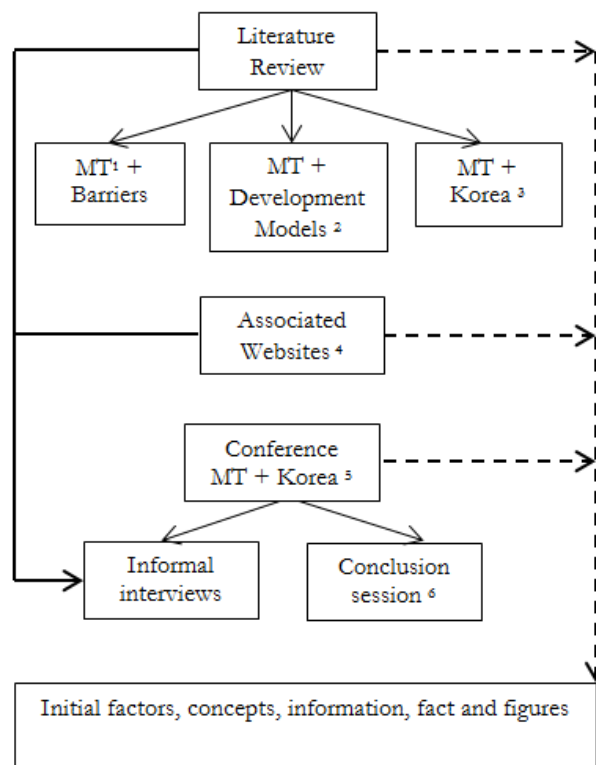 Literature
Review
MT¹ +
Barriers
MT +
Development
Models ²
MT +
Korea ³
Associated
Websites ⁴
Conference
MT + Korea ⁵
Informal
interviews
Conclusion
session ⁶
Initial factors, concepts, information, fact and figures